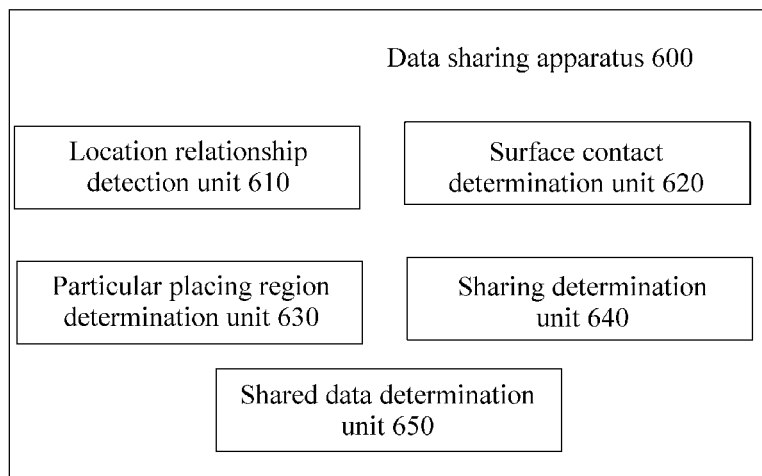 Data sharing apparatus 600
Location relationship
detection unit 610
Surface contact
determination unit 620
Particular placing region
determination unit 630
Sharing determination
unit 640
Shared data determination
unit 650